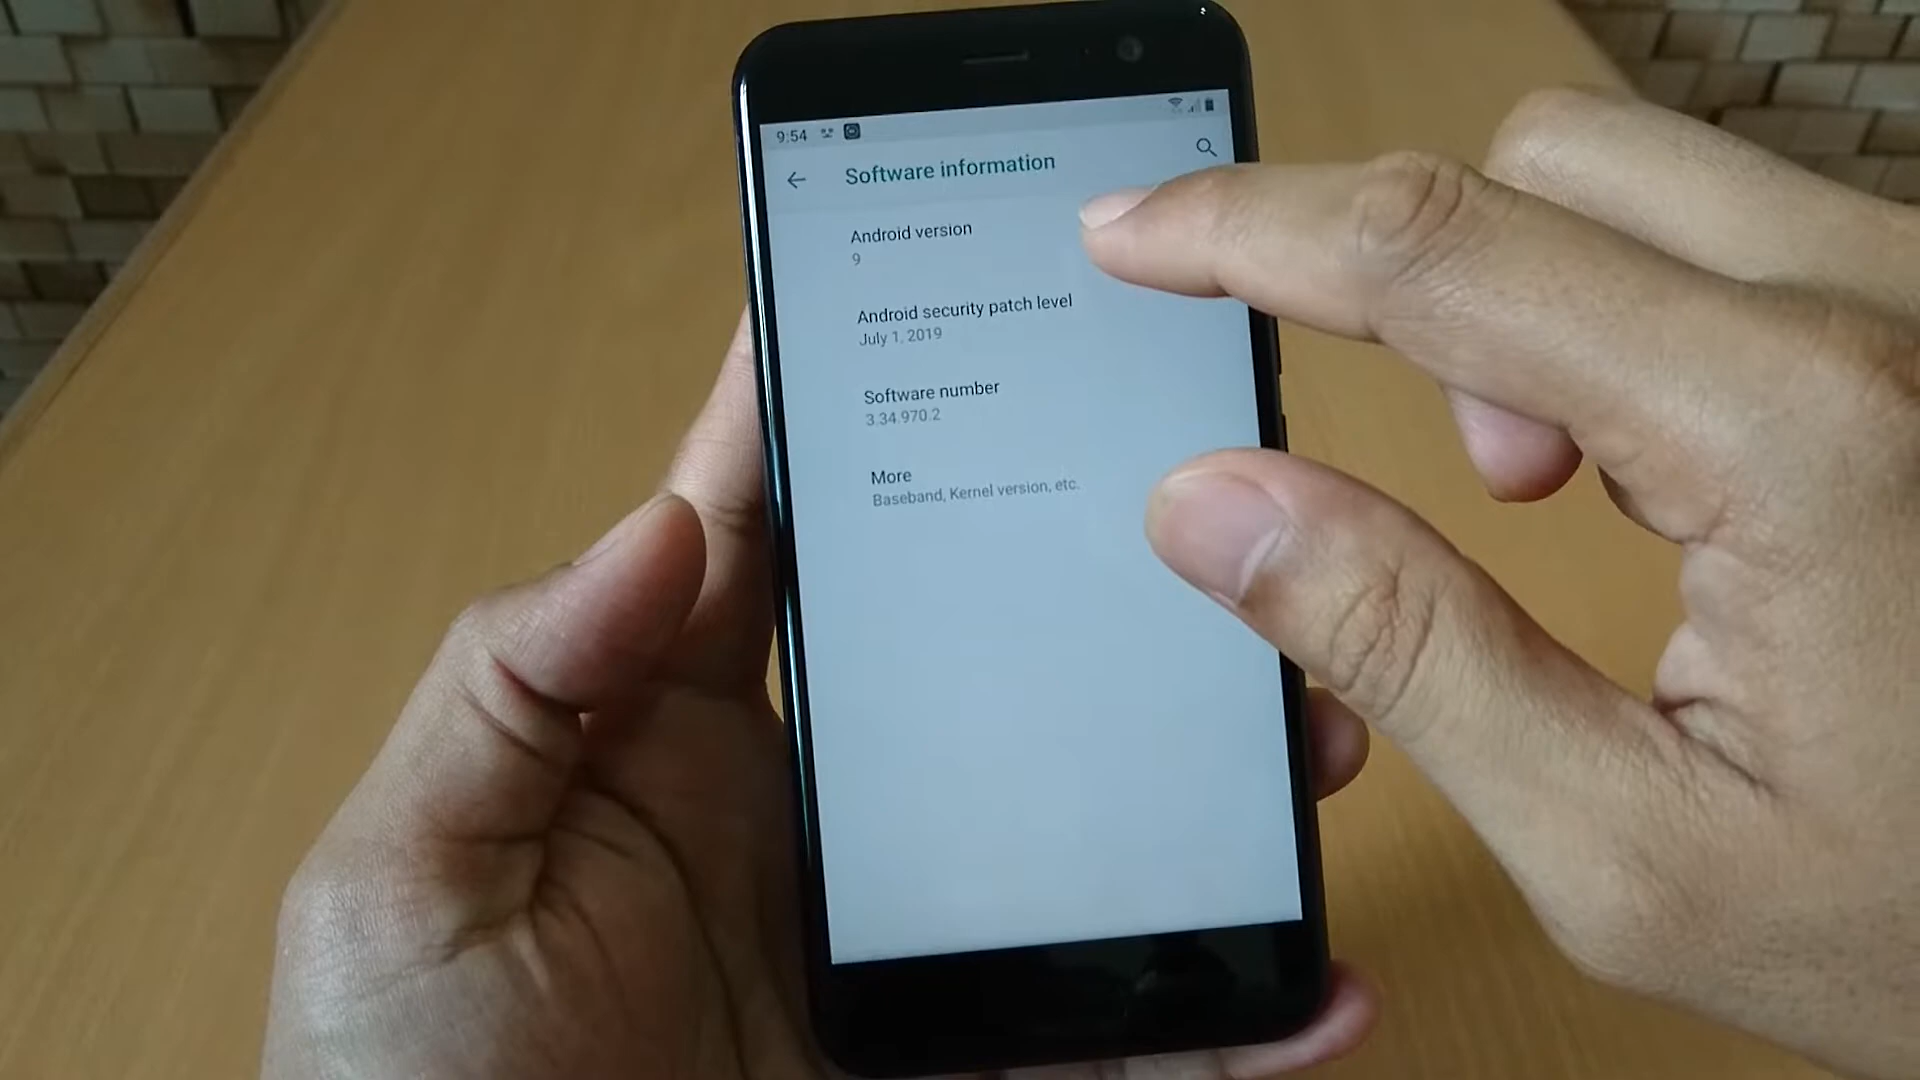 9:54
Software information
Android version
9
Android security patch level
July 1, 2019
Software number
3.34.970.2
More
Baseband, Kernel version, etc.